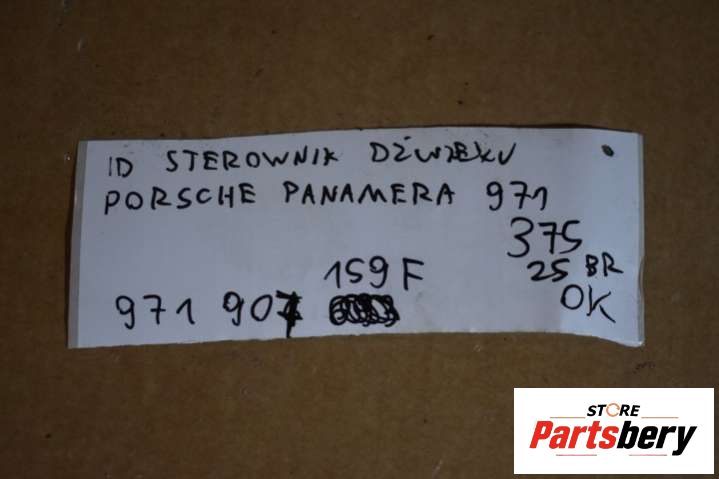 ID STEROWNIK DŹWIĘKU
PORSCHE PANAMERA 971
375
159 F
25 BR
971 907
OK
STORE
Partsbery